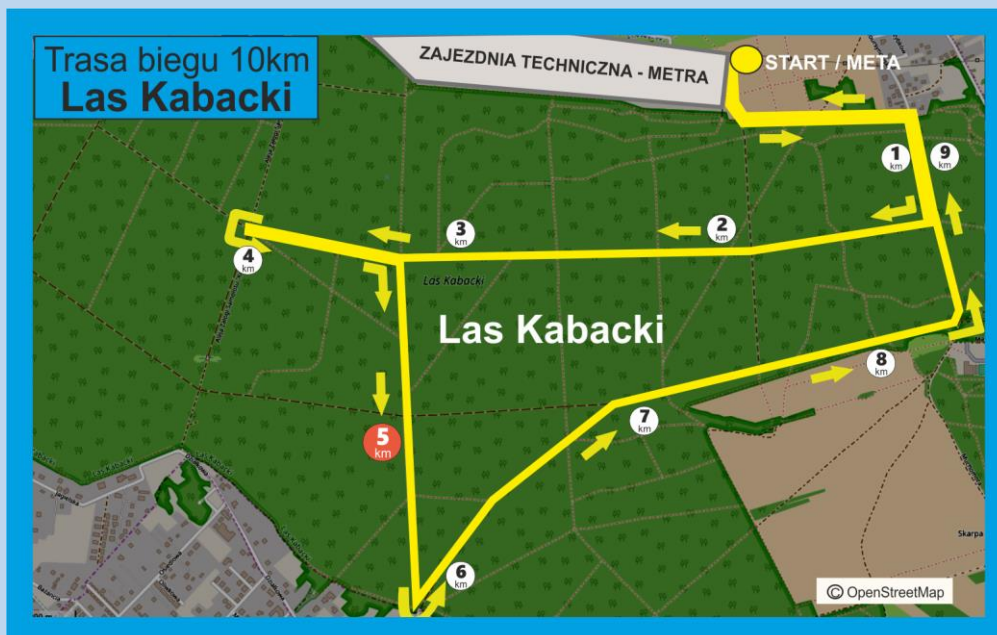 Trasa biegu 10km
Las Kabacki
ZAJEZDNIA TECHNICZNA - METRA
START / META
1
km
9
km
2
km
3
km
4
km
Las Kabacki
Las Kabacki
5
km
6
km
7
km
8
km
Skarpa
© OpenStreetMap